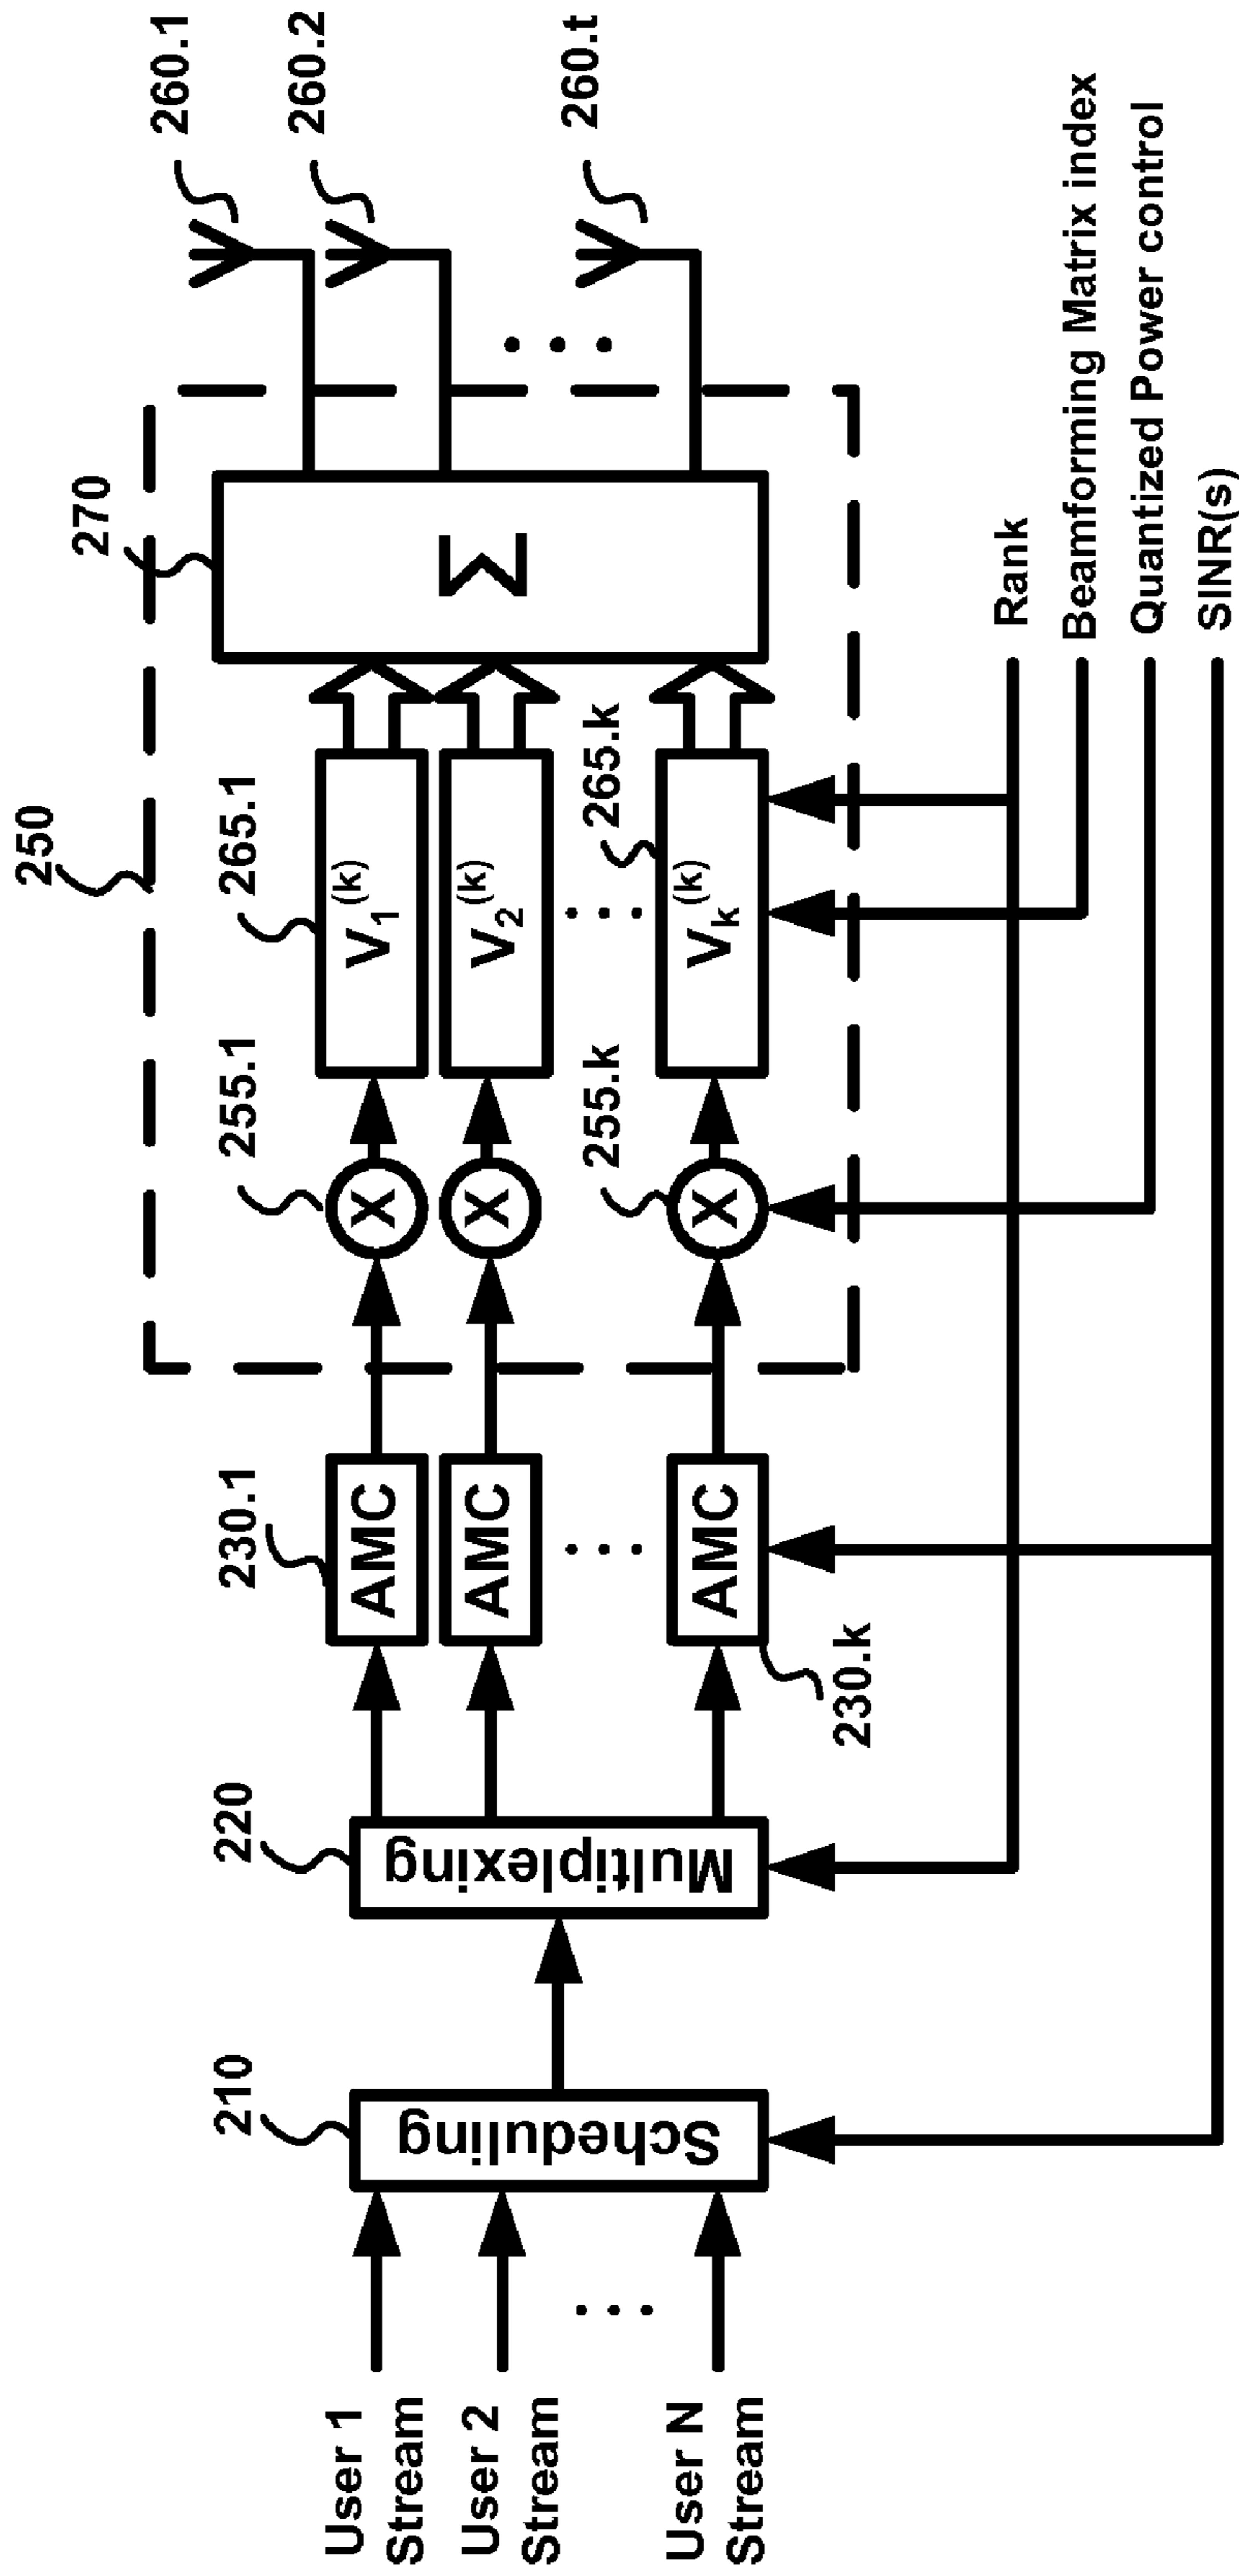 260.1
260.2
260.t
270
250
265.1
265.k
V1(k)
V2(k)
Vk(k)
Σ
255.1
255.k
X
X
X
230.1
AMC
AMC
AMC
230.k
220
Multiplexing
210
Scheduling
User 1
Stream
User 2
Stream
User N
Stream
Rank
Beamforming Matrix index
Quantized Power control
SINR(s)